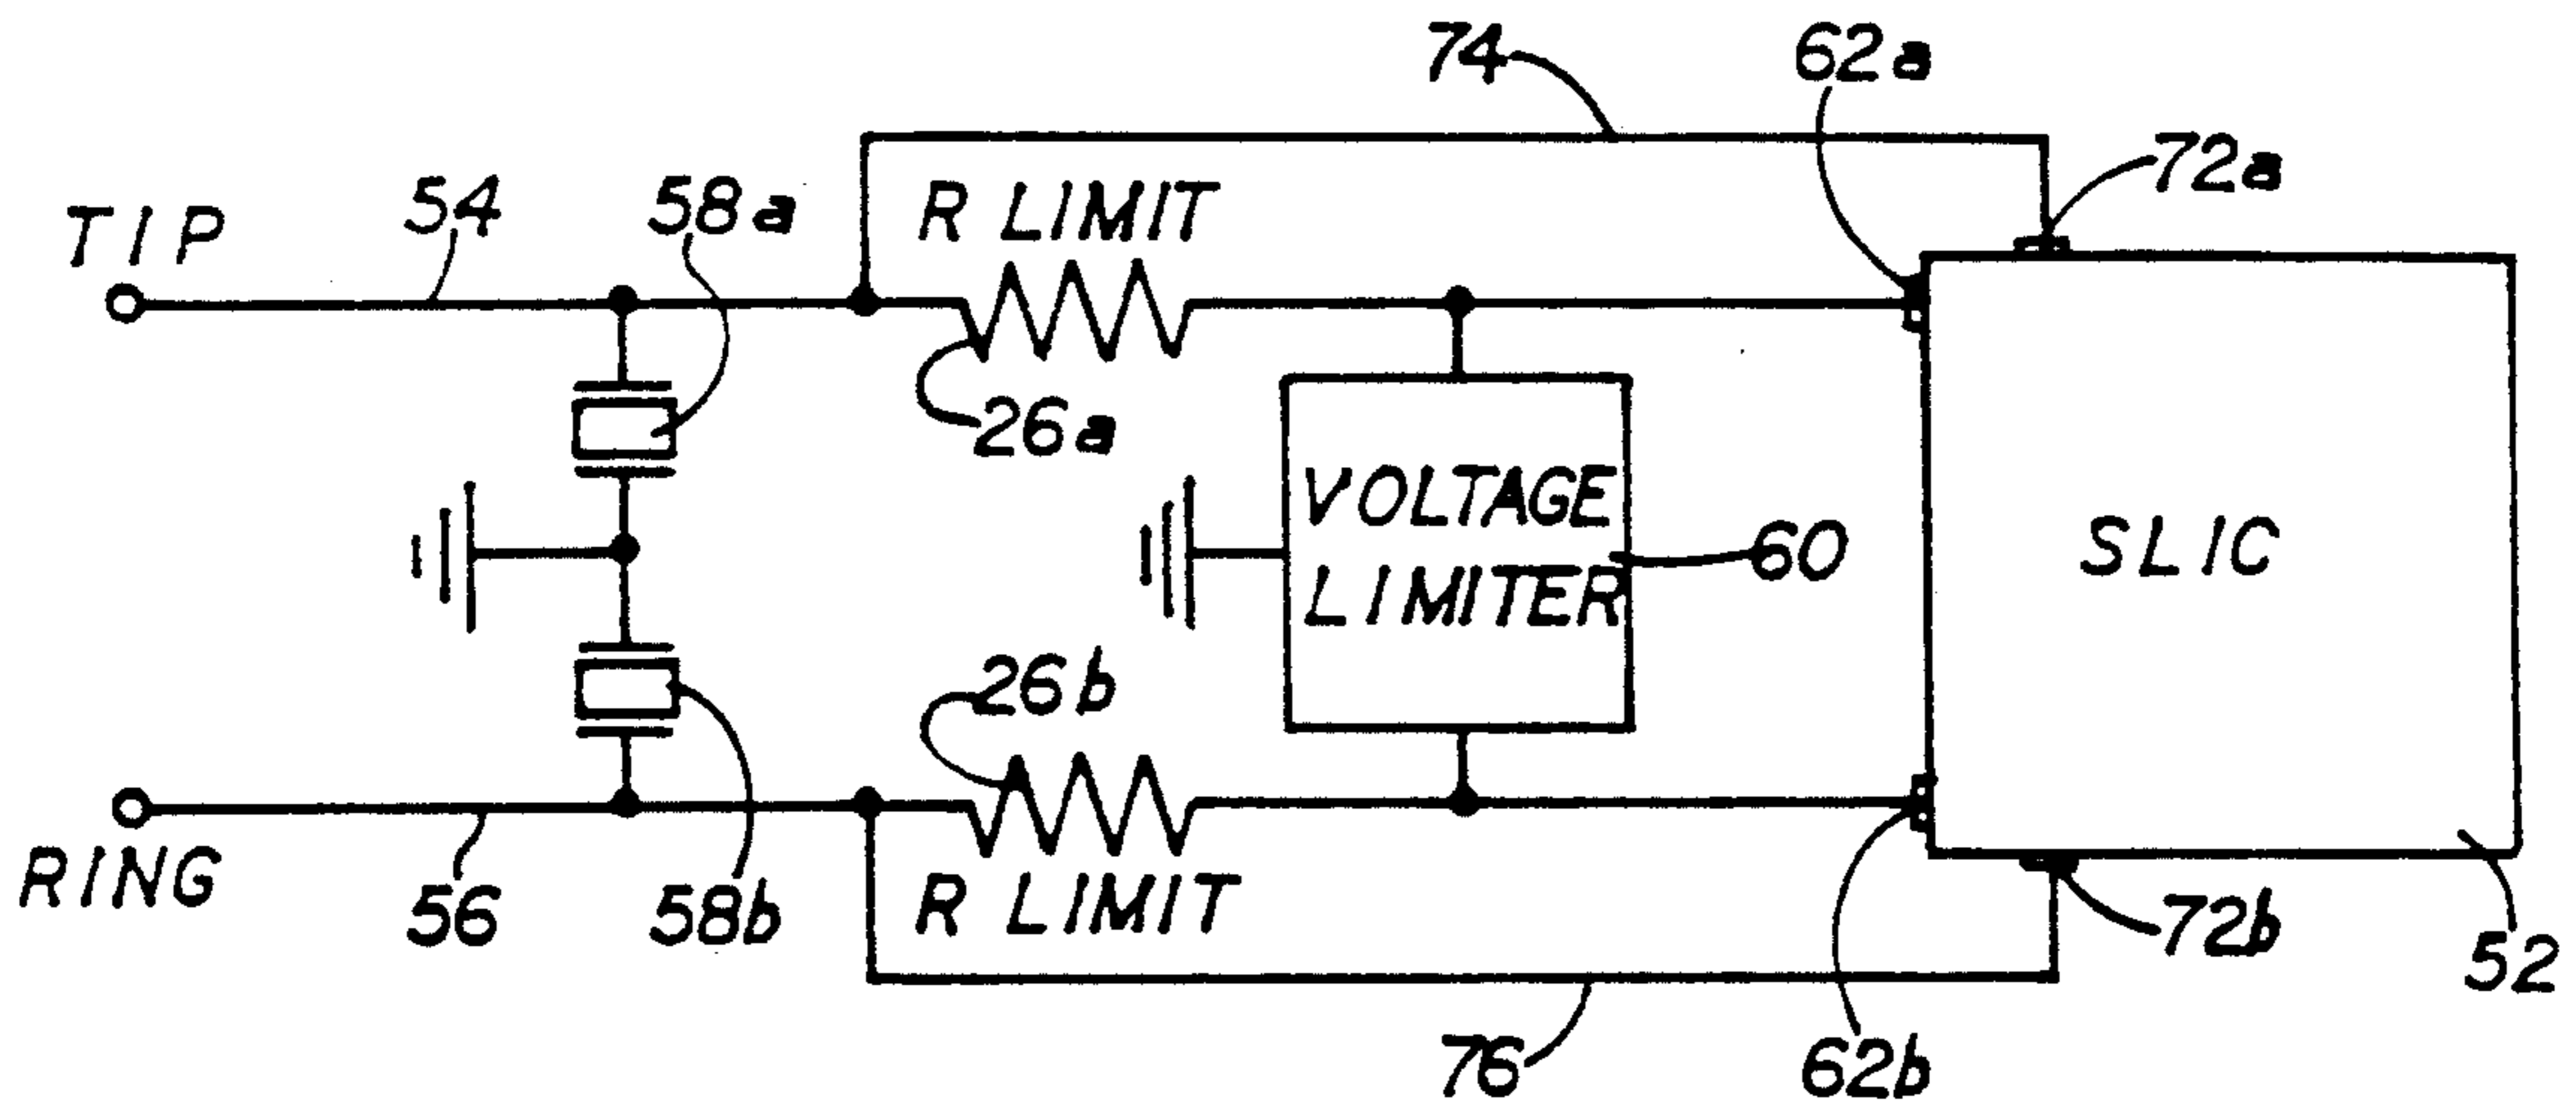 74
62a
72a
TIP
54
58a
R LIMIT
26a
VOLTAGE
LIMITER
60
SLIC
26b
RING
56
58b
R LIMIT
72b
52
76
62b